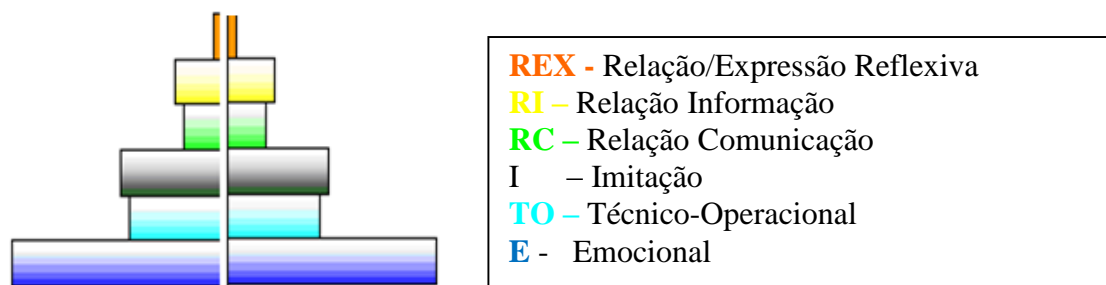 REX - Relação/Expressão Reflexiva
RI – Relação Informação
RC – Relação Comunicação
I – Imitação
TO – Técnico-Operacional
E - Emocional